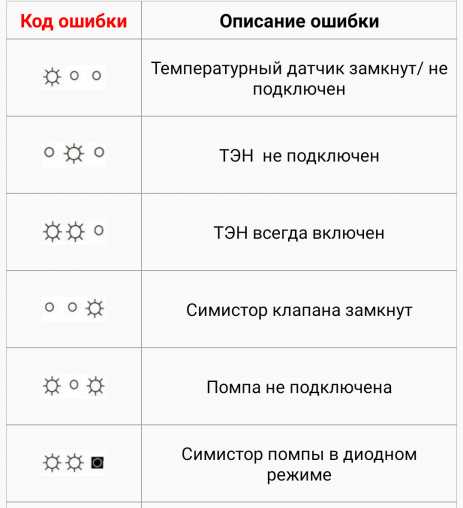 Код ошибки
Описание ошибки
Температурный датчик замкнут/ не
подключен
ТЭН не подключен
ТЭН всегда включен
Симистор клапана замкнут
Помпа не подключена
Симистор помпы в диодном
режиме